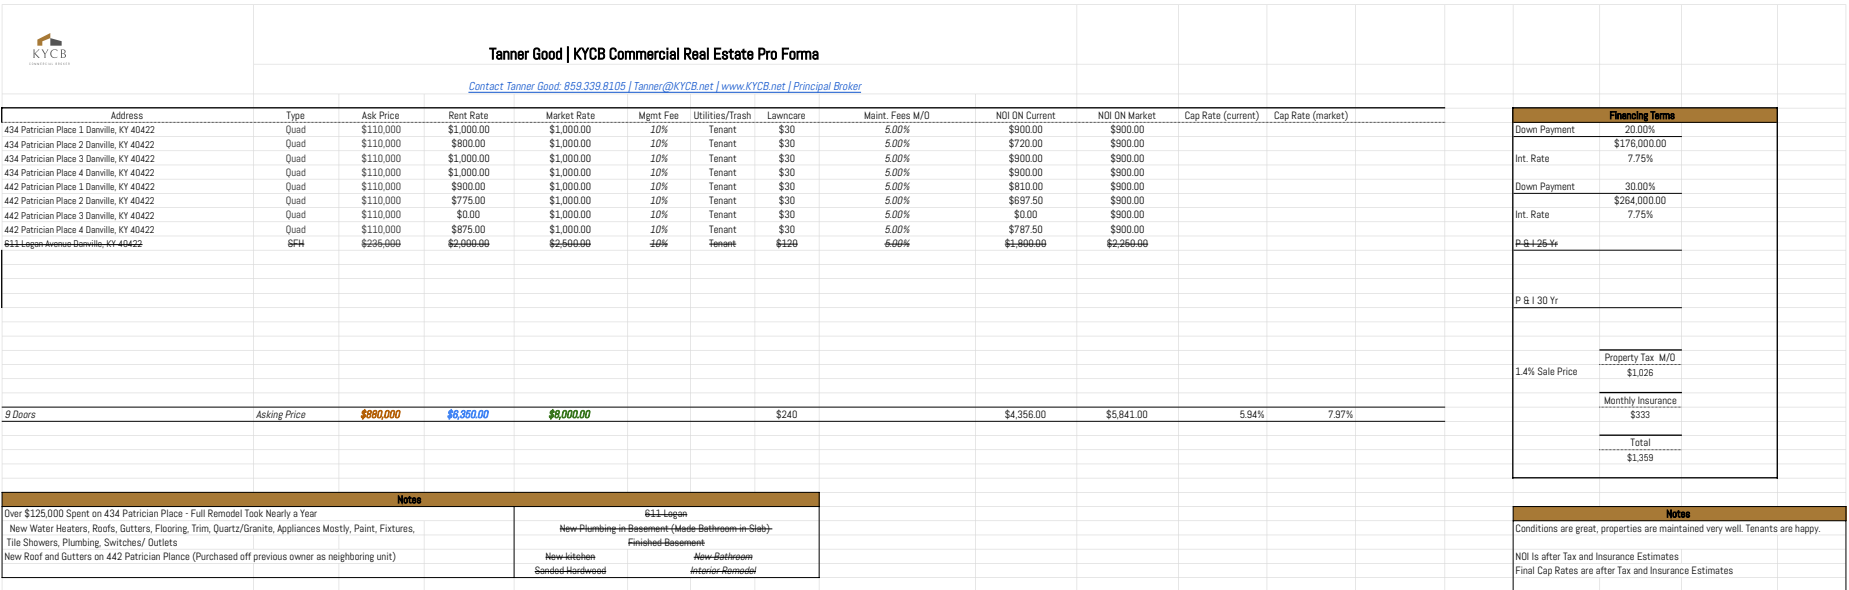 KYCB
COMMERCIAL BROKER
Tanner Good | KYCB Commercial Real Estate Pro Forma
Contact Tanner Good: 859.339.8105 | Tanner@KYCB.net | www.KYCB.net | Principal Broker
Address Type Ask Price Rent Rate Market Rate Mgmt Fee Utilities/Trash Lawncare Maint. Fees M/O NOI ON Current NOI ON Market Cap Rate (current) Cap Rate (market)
434 Patrician Place 1 Danville, KY 40422 Quad $110,000 $1,000.00 $1,000.00 10% Tenant $30 5.00% $900.00 $900.00
434 Patrician Place 2 Danville, KY 40422 Quad $110,000 $800.00 $1,000.00 10% Tenant $30 5.00% $720.00 $900.00
434 Patrician Place 3 Danville, KY 40422 Quad $110,000 $1,000.00 $1,000.00 10% Tenant $30 5.00% $900.00 $900.00
434 Patrician Place 4 Danville, KY 40422 Quad $110,000 $1,000.00 $1,000.00 10% Tenant $30 5.00% $900.00 $900.00
442 Patrician Place 1 Danville, KY 40422 Quad $110,000 $900.00 $1,000.00 10% Tenant $30 5.00% $810.00 $900.00
442 Patrician Place 2 Danville, KY 40422 Quad $110,000 $775.00 $1,000.00 10% Tenant $30 5.00% $697.50 $900.00
442 Patrician Place 3 Danville, KY 40422 Quad $110,000 $0.00 $1,000.00 10% Tenant $30 5.00% $0.00 $900.00
442 Patrician Place 4 Danville, KY 40422 Quad $110,000 $875.00 $1,000.00 10% Tenant $30 5.00% $787.50 $900.00
611 Logan Avenue Danville, KY 40422 SFH $235,000 $2,000.00 $2,500.00 10% Tenant $120 5.00% $1,800.00 $2,250.00
9 Doors Asking Price $880,000 $6,350.00 $8,000.00 $240 $4,356.00 $5,841.00 5.94% 7.97%
Financing Terms
Down Payment 20.00%
$176,000.00
Int. Rate 7.75%
Down Payment 30.00%
$264,000.00
Int. Rate 7.75%
P & I 25 Yr
P & I 30 Yr
Property Tax M/O
1.4% Sale Price $1,026
Monthly Insurance
$333
Total
$1,359
Notes
Over $125,000 Spent on 434 Patrician Place - Full Remodel Took Nearly a Year
New Water Heaters, Roofs, Gutters, Flooring, Trim, Quartz/Granite, Appliances Mostly, Paint, Fixtures,
Tile Showers, Plumbing, Switches/ Outlets
New Roof and Gutters on 442 Patrician Plance (Purchased off previous owner as neighboring unit)
611 Logan
New Plumbing in Basement (Made Bathroom in Slab)
Finished Basement
New kitchen New Bathroom
Sanded Hardwood Interior Remodel
Notes
Conditions are great, properties are maintained very well. Tenants are happy.
NOI Is after Tax and Insurance Estimates
Final Cap Rates are after Tax and Insurance Estimates